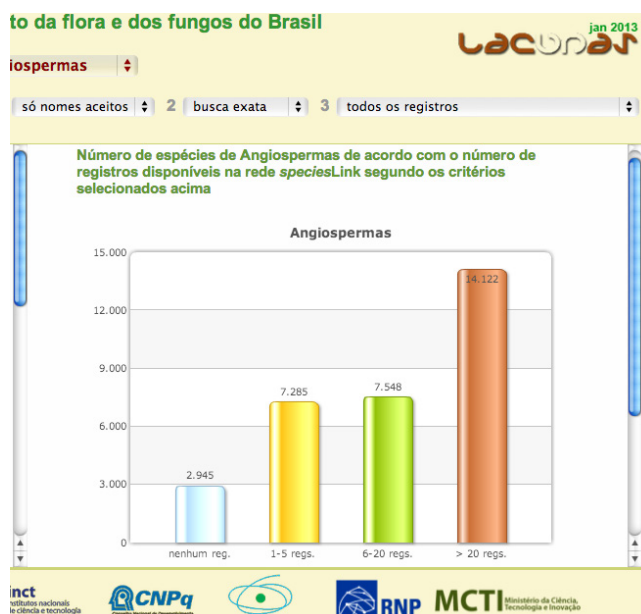 to da flora e dos fungos do Brasil
jan 2013
Lacunas
iospermas
só nomes aceitos 2 busca exata 3 todos os registros
Número de espécies de Angiospermas de acordo com o número de
registros disponíveis na rede speciesLink segundo os critérios
selecionados acima
Angiospermas
15.000
12.000
9.000
6.000
3.000
0
2.945
7.285
7.548
14.122
nenhum reg. 1-5 regs. 6-20 regs. > 20 regs.
inct
institutos nacionais
de ciência e tecnologia
CNPq
RNP
MCTI
Ministério da Ciência,
Tecnologia e Inovação